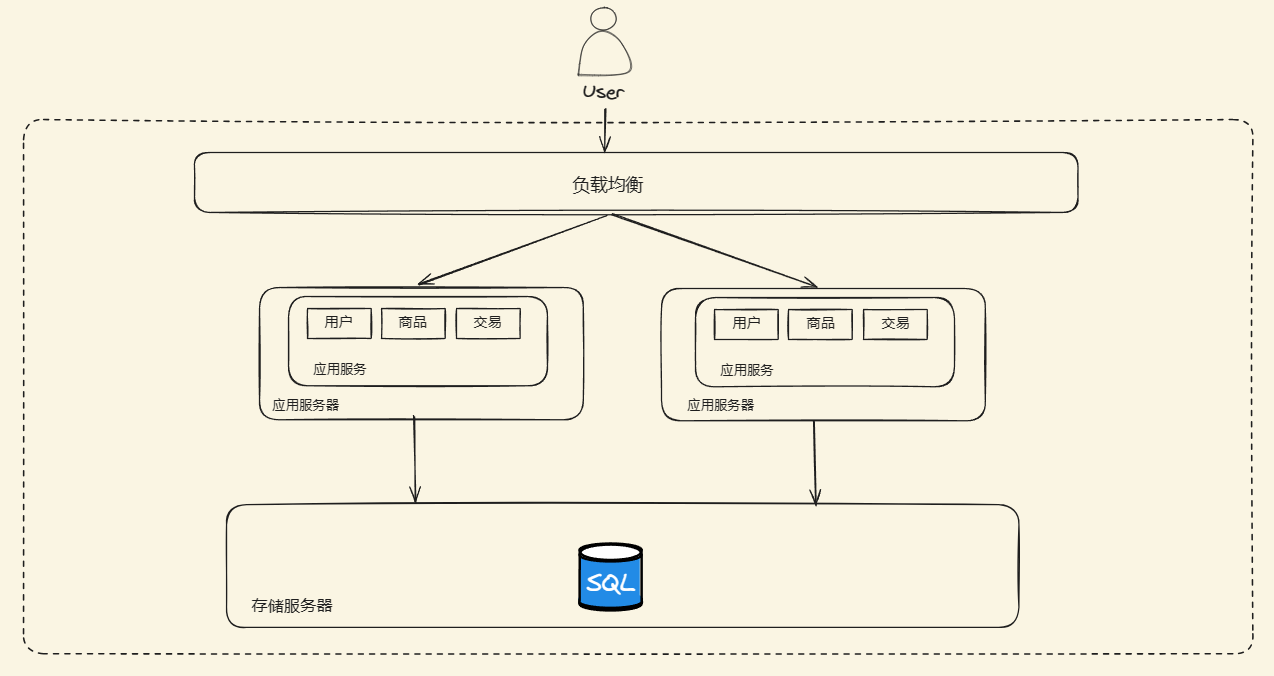 User
负载均衡
用户 商品 交易
应用服务
应用服务器
用户 商品 交易
应用服务
应用服务器
SQL
存储服务器